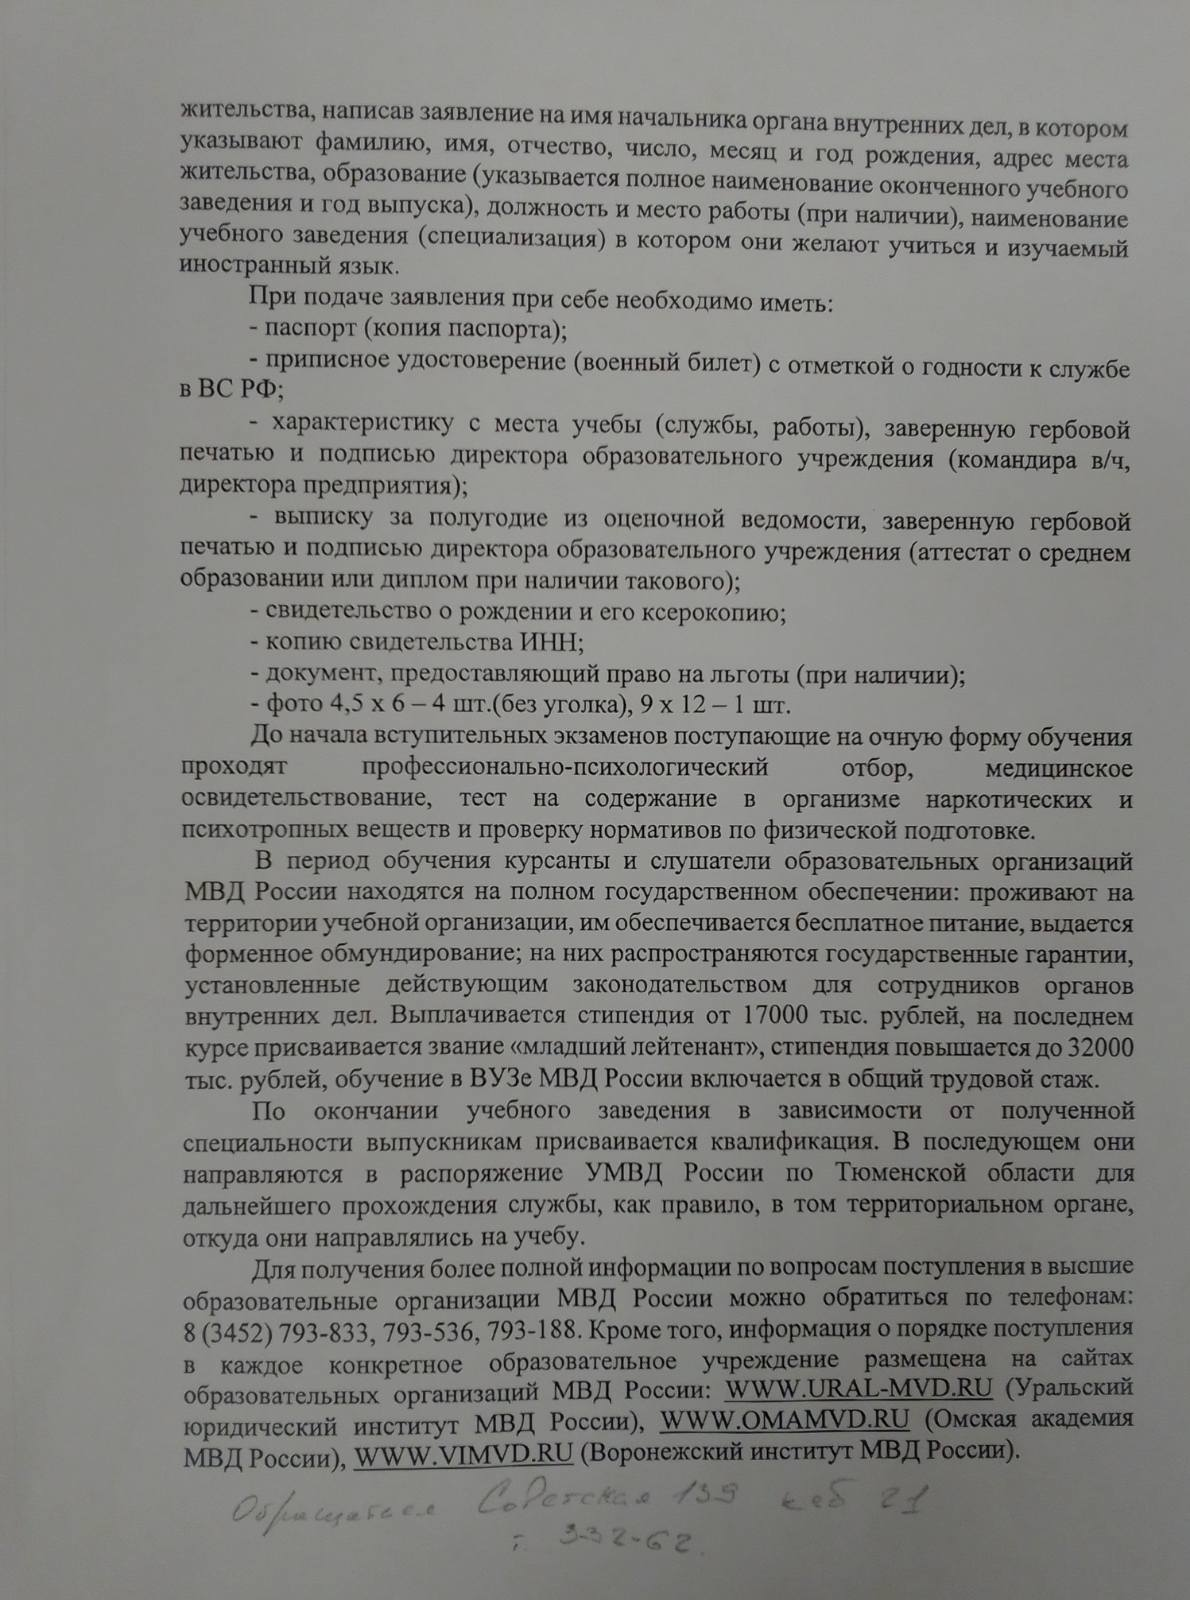 жительства, написав заявление на имя начальника органа внутренних дел, в котором
указывают фамилию, имя, отчество, число, месяц и год рождения, адрес места
жительства, образование (указывается полное наименование оконченного учебного
заведения и год выпуска), должность и место работы (при наличии), наименование
учебного заведения (специализация) в котором они желают учиться и изучаемый
иностранный язык.
При подаче заявления при себе необходимо иметь:
- паспорт (копия паспорта);
- приписное удостоверение (военный билет) с отметкой о годности к службе
в ВС РФ;
- характеристику с места учебы (службы, работы), заверенную гербовой
печатью и подписью директора образовательного учреждения (командира в/ч,
директора предприятия);
- выписку за полугодие из оценочной ведомости, заверенную гербовой
печатью и подписью директора образовательного учреждения (аттестат о среднем
образовании или диплом при наличии такового);
- свидетельство о рождении и его ксерокопию;
- копию свидетельства ИНН;
- документ, предоставляющий право на льготы (при наличии);
- фото 4,5 х 6 – 4 шт.(без уголка), 9 х 12 – 1 шт.
До начала вступительных экзаменов поступающие на очную форму обучения
проходят профессионально-психологический отбор, медицинское
освидетельствование, тест на содержание в организме наркотических и
психотропных веществ и проверку нормативов по физической подготовке.
В период обучения курсанты и слушатели образовательных организаций
МВД России находятся на полном государственном обеспечении: проживают на
территории учебной организации, им обеспечивается бесплатное питание, выдается
форменное обмундирование; на них распространяются государственные гарантии,
установленные действующим законодательством для сотрудников органов
внутренних дел. Выплачивается стипендия от 17000 тыс. рублей, на последнем
курсе присваивается звание «младший лейтенант», стипендия повышается до 32000
тыс. рублей, обучение в ВУЗе МВД России включается в общий трудовой стаж.
По окончании учебного заведения в зависимости от полученной
специальности выпускникам присваивается квалификация. В последующем они
направляются в распоряжение УМВД России по Тюменской области для
дальнейшего прохождения службы, как правило, в том территориальном органе,
откуда они направлялись на учебу.
Для получения более полной информации по вопросам поступления в высшие
образовательные организации МВД России можно обратиться по телефонам:
8 (3452) 793-833, 793-536, 793-188. Кроме того, информация о порядке поступления
в каждое конкретное образовательное учреждение размещена на сайтах
образовательных организаций МВД России: WWW.URAL-MVD.RU (Уральский
юридический институт МВД России), WWW.OMAMVD.RU (Омская академия
МВД России), WWW.VIMVD.RU (Воронежский институт МВД России).
Обращаться Советская 139 каб 21
т. 3-32-62.